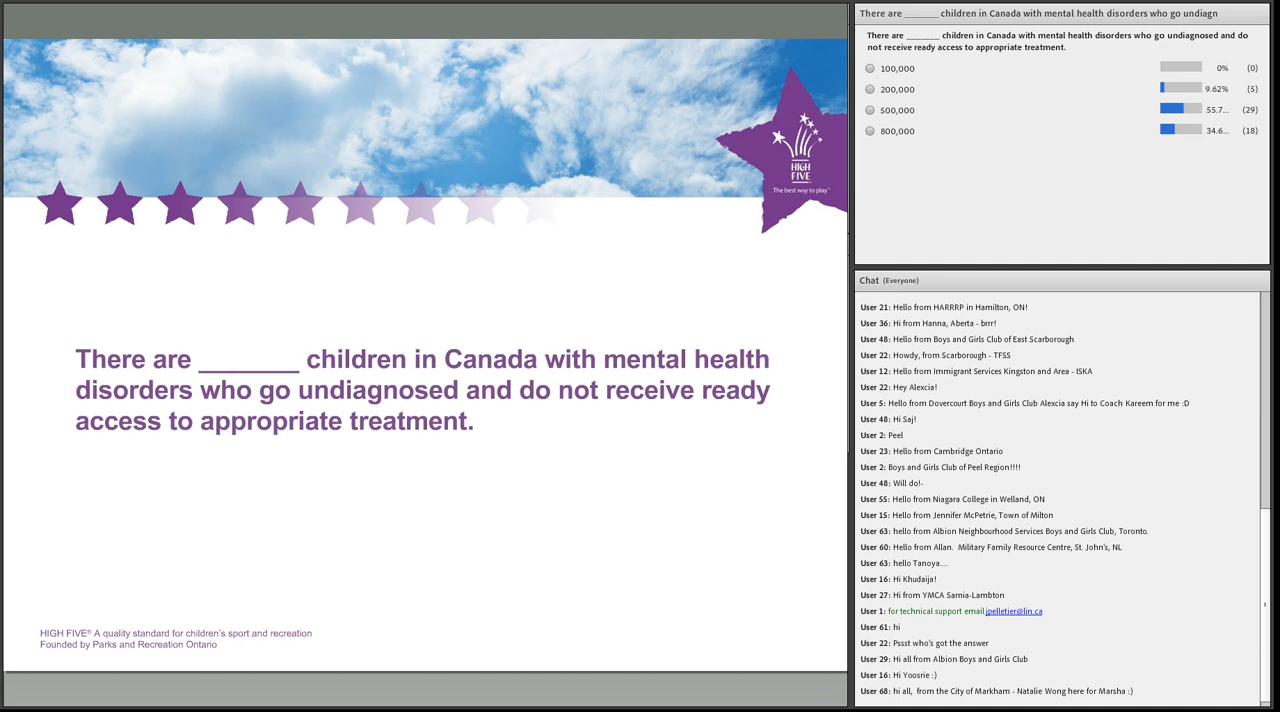 HIGH
FIVE
The best way to play™
There are _______ children in Canada with mental health
disorders who go undiagnosed and do not receive ready
access to appropriate treatment.
HIGH FIVE® A quality standard for children's sport and recreation
Founded by Parks and Recreation Ontario
There are _______ children in Canada with mental health disorders who go undiagn
There are _______ children in Canada with mental health disorders who go undiagnosed and do
not receive ready access to appropriate treatment.
100,000 0% (0)
200,000 9.62% (5)
500,000 55.7... (29)
800,000 34.6... (18)
Chat (Everyone)
User 21: Hello from HARRRP in Hamilton, ON!
User 36: Hi from Hanna, Aberta - brrr!
User 48: Hello from Boys and Girls Club of East Scarborough
User 22: Howdy, from Scarborough - TFSS
User 12: Hello from Immigrant Services Kingston and Area - ISKA
User 22: Hey Alexcia!
User 5: Hello from Dovercourt Boys and Girls Club Alexcia say Hi to Coach Kareem for me :D
User 48: Hi Saj!
User 2: Peel
User 23: Hello from Cambridge Ontario
User 2: Boys and Girls Club of Peel Region!!!!
User 48: Will do!-
User 55: Hello from Niagara College in Welland, ON
User 15: Hello from Jennifer McPetrie, Town of Milton
User 63: hello from Albion Neighbourhood Services Boys and Girls Club, Toronto.
User 60: Hello from Allan.  Military Family Resource Centre, St. John's, NL
User 63: hello Tanoya....
User 16: Hi Khudaija!
User 27: Hi from YMCA Sarnia-Lambton
User 1: for technical support email jpelletier@lin.ca
User 61: hi
User 22: Pssst who's got the answer
User 29: Hi all from Albion Boys and Girls Club
User 16: Hi Yoosrie :)
User 68: hi all,  from the City of Markham - Natalie Wong here for Marsha :)